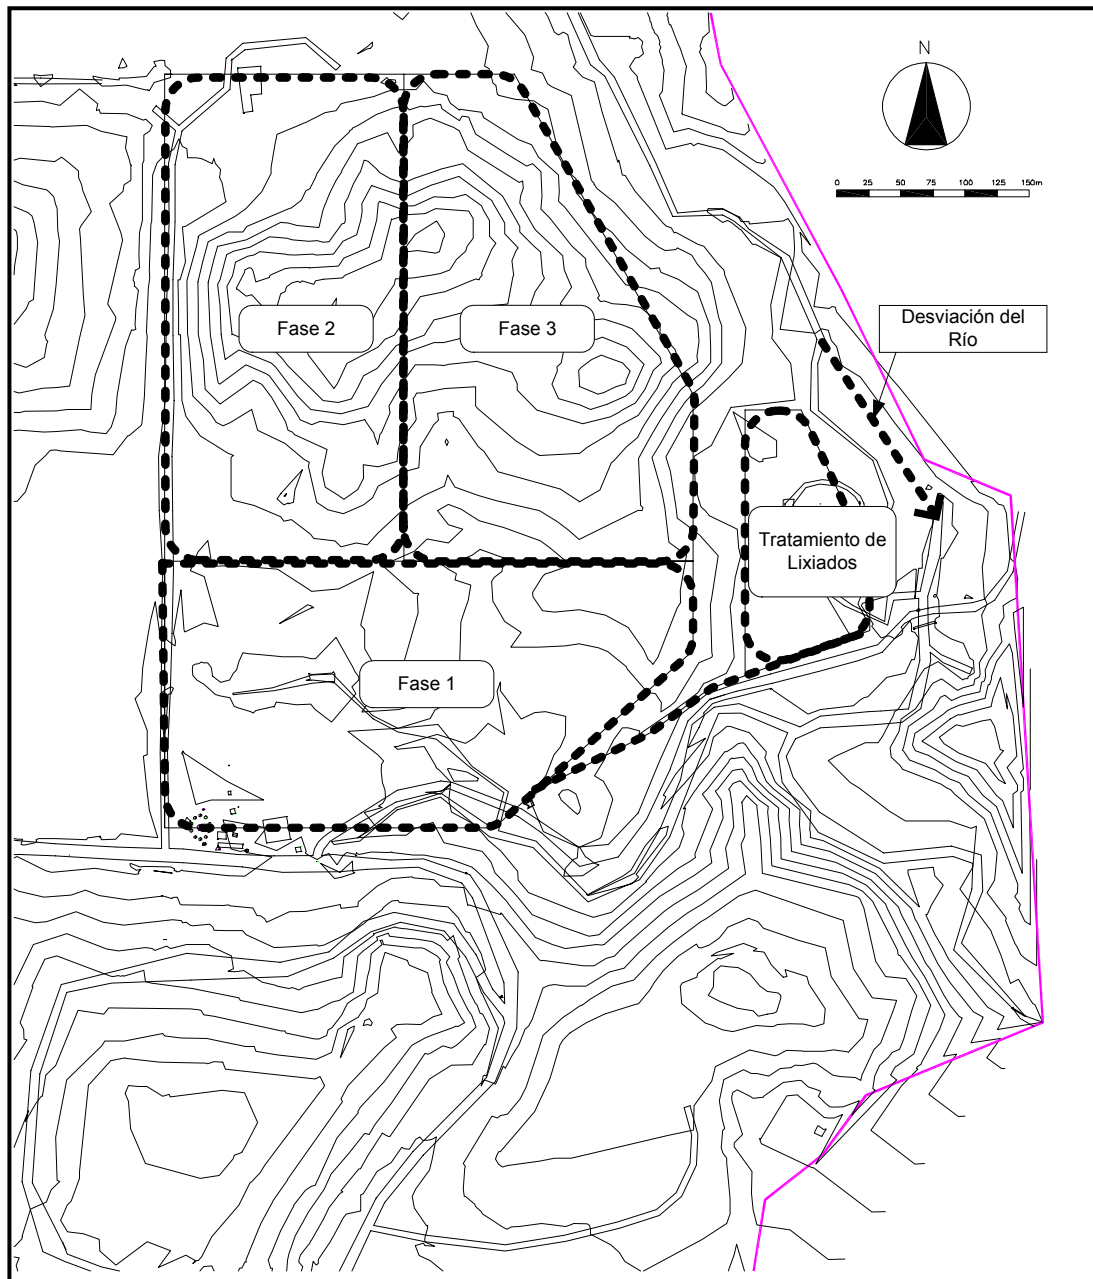 N
0 25 50 75 100 125 150m
Desviación del
Río
Fase 2
Fase 3
Tratamiento de
Lixiados
Fase 1